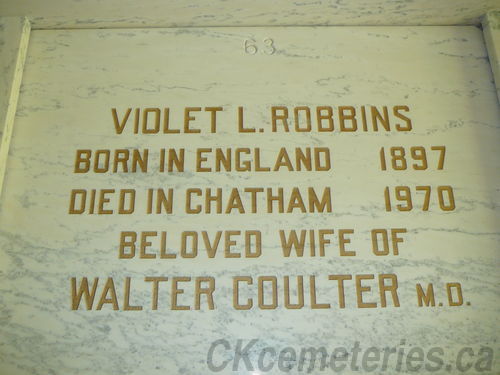 63
VIOLET L. ROBBINS
BORN IN ENGLAND 1897
DIED IN CHATHAM 1970
BELOVED WIFE OF
WALTER COULTER M.D.
CKcemeteries.ca